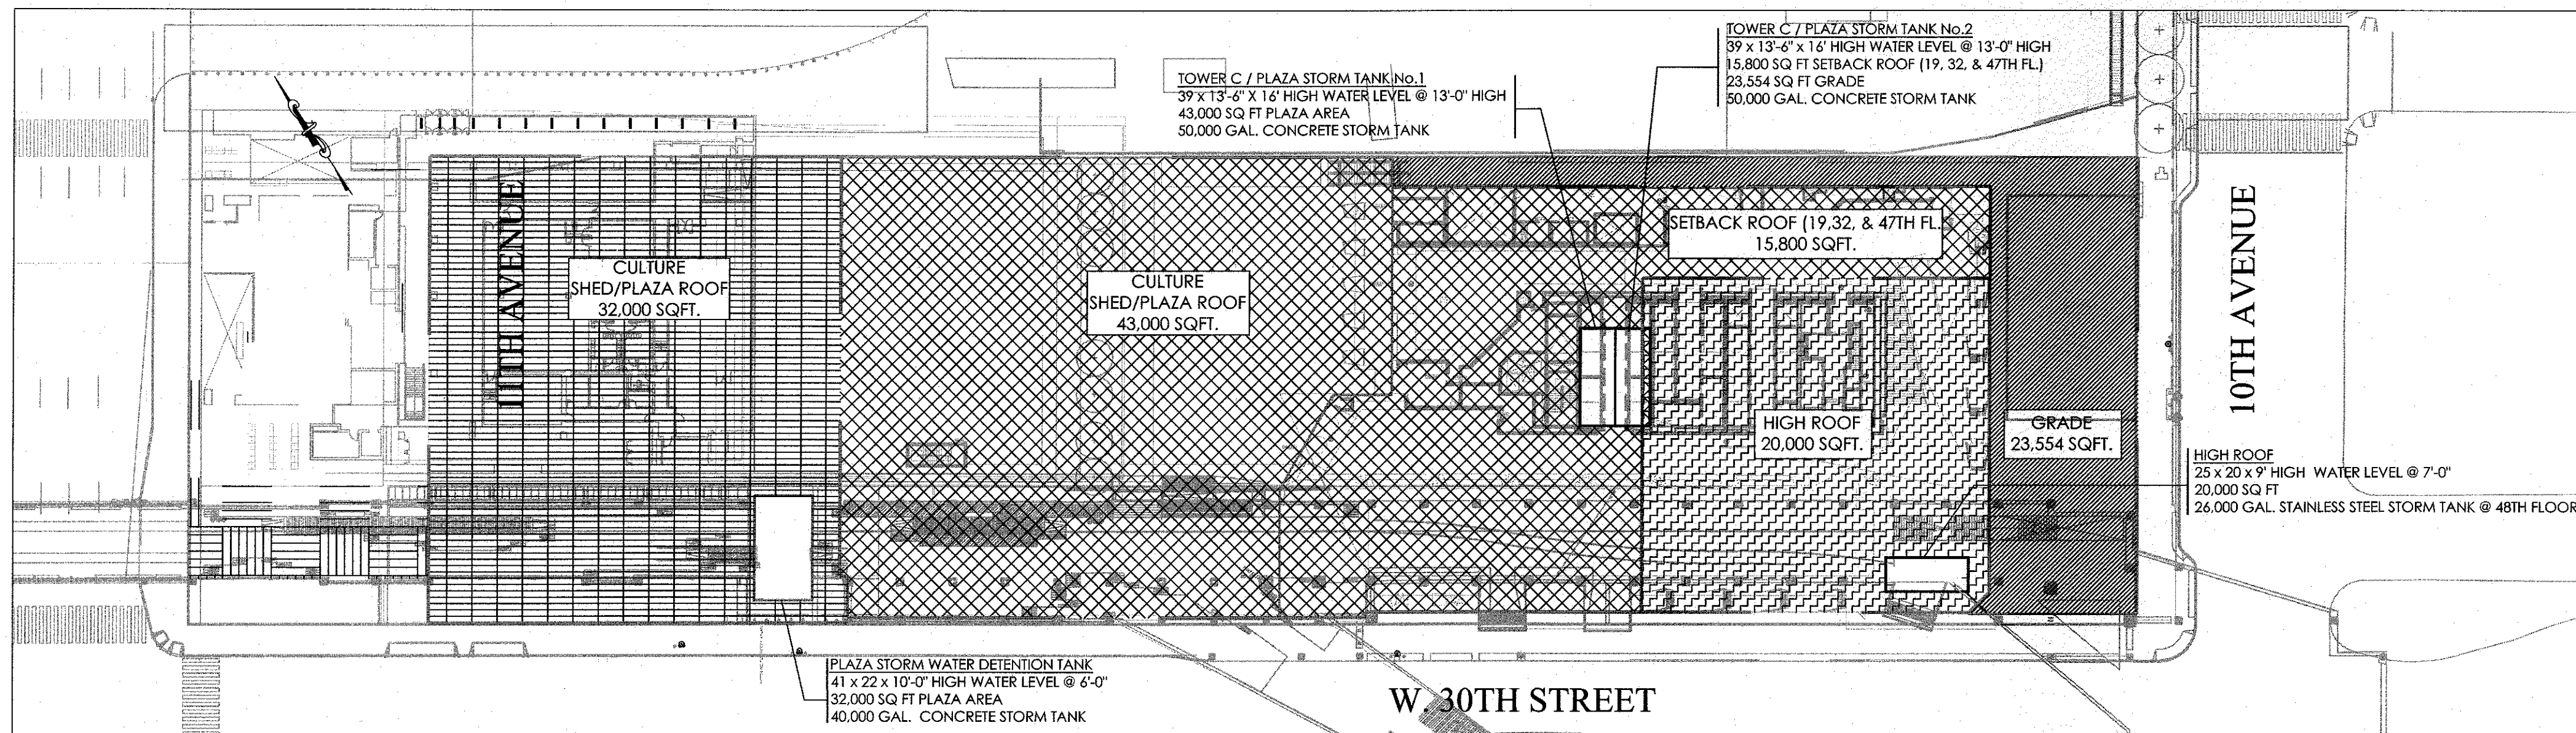 TOWER C / PLAZA STORM TANK No.2
39 x 13'-6" x 16' HIGH WATER LEVEL @ 13'-0" HIGH
15,800 SQ FT SETBACK ROOF (19, 32, & 47TH FL.)
23,554 SQ FT GRADE
50,000 GAL. CONCRETE STORM TANK
TOWER C / PLAZA STORM TANK No.1
39 x 13'-6" X 16' HIGH WATER LEVEL @ 13'-0" HIGH
43,000 SQ FT PLAZA AREA
50,000 GAL. CONCRETE STORM TANK
11TH AVENUE
CULTURE
SHED/PLAZA ROOF
32,000 SQFT.
CULTURE
SHED/PLAZA ROOF
43,000 SQFT.
SETBACK ROOF (19,32, & 47TH FL.
15,800 SQFT.
HIGH ROOF
20,000 SQFT.
GRADE
23,554 SQFT.
10TH AVENUE
HIGH ROOF
25 x 20 x 9' HIGH WATER LEVEL @ 7'-0"
20,000 SQ FT
26,000 GAL. STAINLESS STEEL STORM TANK @ 48TH FLOOR
PLAZA STORM WATER DETENTION TANK
41 x 22 x 10'-0" HIGH WATER LEVEL @ 6'-0"
32,000 SQ FT PLAZA AREA
40,000 GAL. CONCRETE STORM TANK
W. 30TH STREET